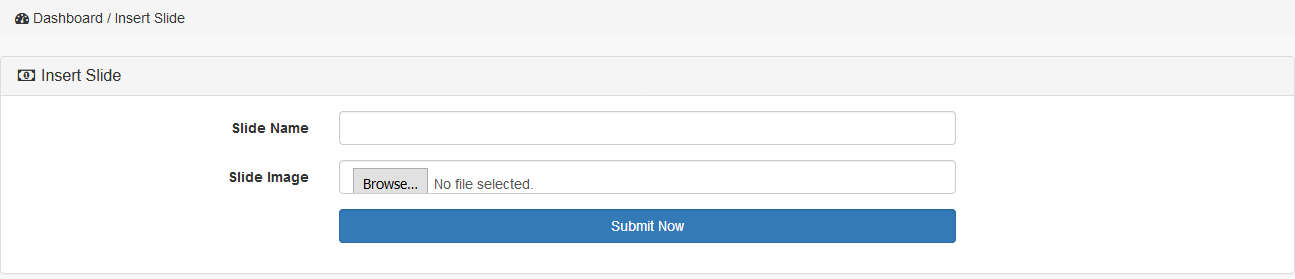 Dashboard / Insert Slide
Insert Slide
Slide Name
Slide Image Browse... No file selected.
Submit Now